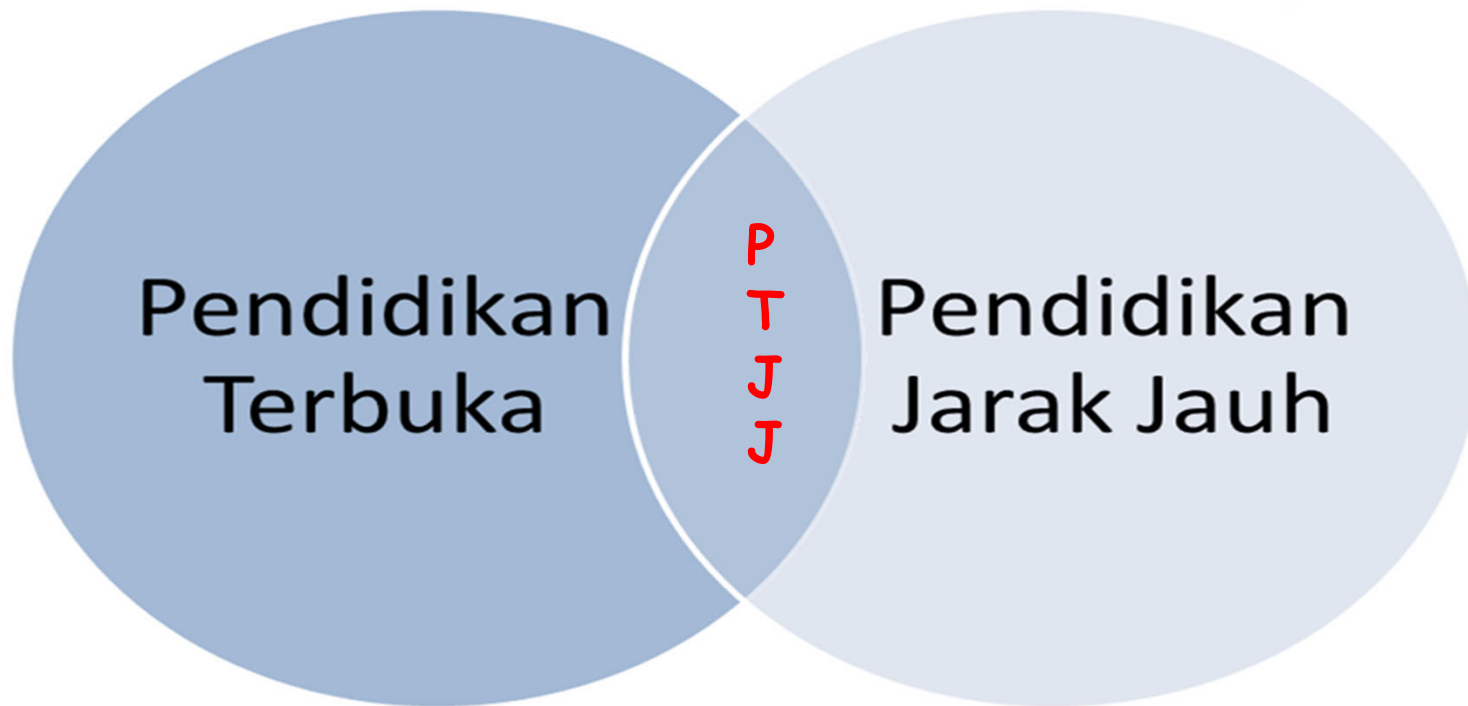 Pendidikan
Terbuka
P
T
J
J
Pendidikan
Jarak Jauh